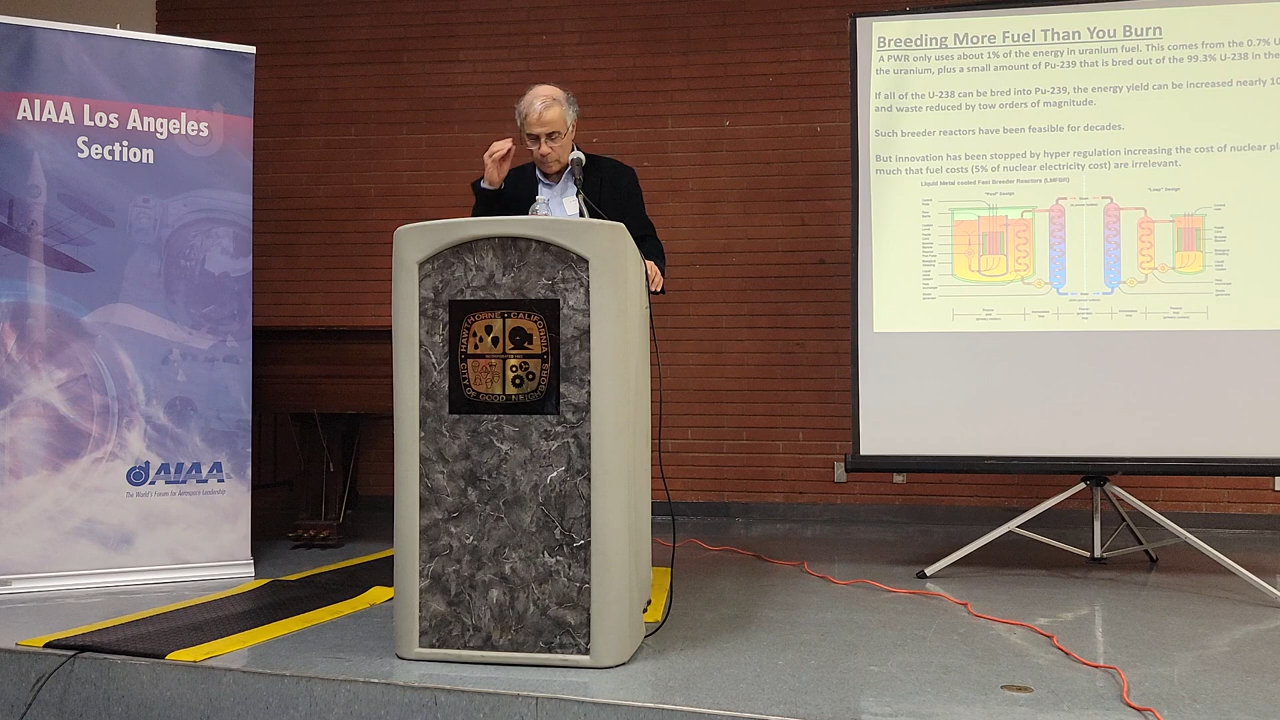 AIAA Los Angeles
Section
AIAA
The World's Forum for Aerospace Leadership
HAWTHORNE • CALIFORNIA
INCORPORATED 1922
CITY OF GOOD NEIGHBORS
Breeding More Fuel Than You Burn
A PWR only uses about 1% of the energy in uranium fuel. This comes from the 0.7% U
the uranium, plus a small amount of Pu-239 that is bred out of the 99.3% U-238 in the
If all of the U-238 can be bred into Pu-239, the energy yield can be increased nearly 10
and waste reduced by tow orders of magnitude.
Such breeder reactors have been feasible for decades.
But innovation has been stopped by hyper regulation increasing the cost of nuclear pl
much that fuel costs (5% of nuclear electricity cost) are irrelevant.
Liquid Metal cooled Fast Breeder Reactors (LMFBR)
"Pool" Design
"Loop" Design